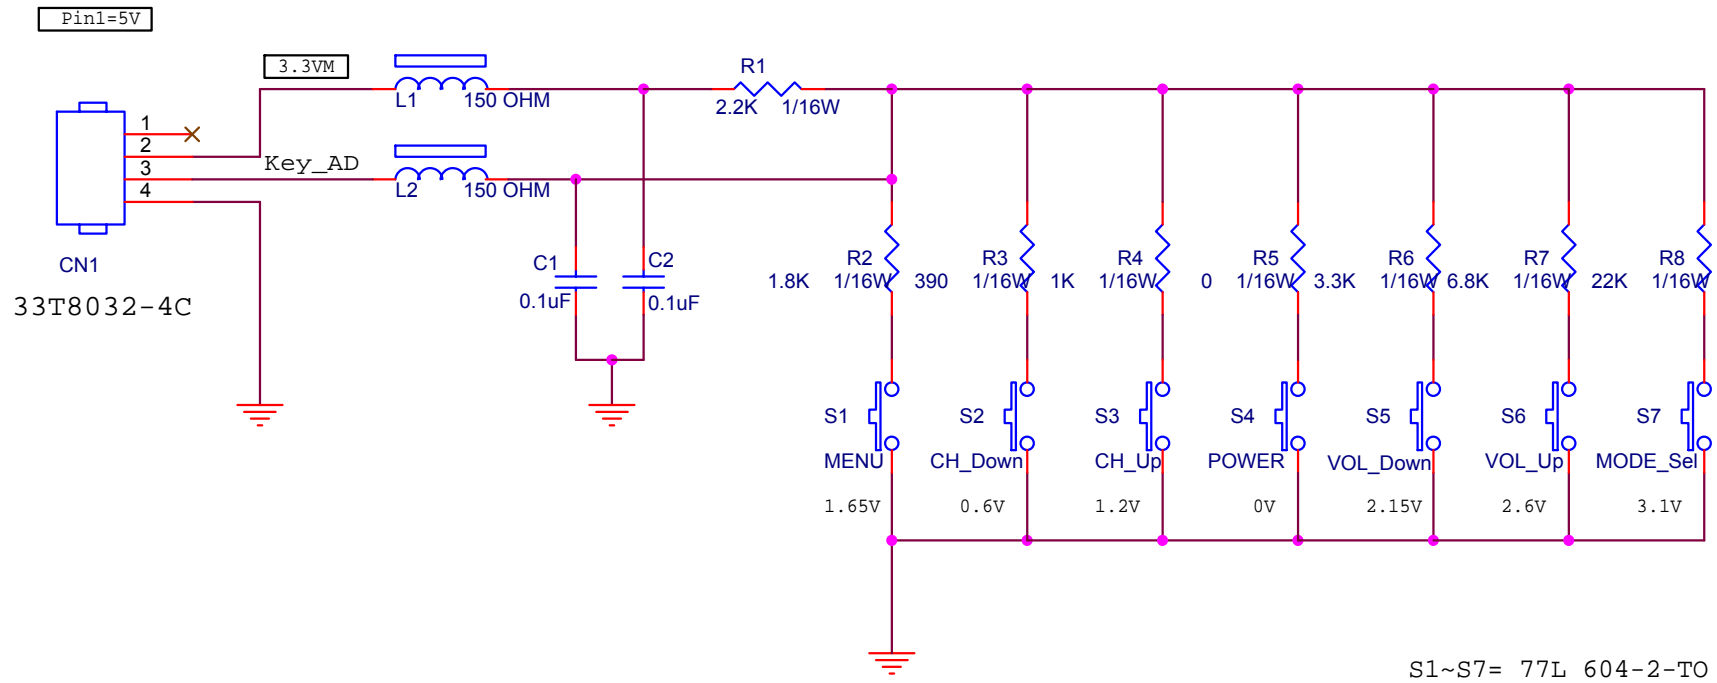 Pin1=5V
3.3VM
R1
L1 150 OHM
2.2K 1/16W
1
2
3
4
Key_AD
L2 150 OHM
CN1
33T8032-4C
C1
C2
0.1uF
0.1uF
R2
R3
R4
R5
R6
R7
R8
1.8K 1/16W
390 1/16W
1K 1/16W
0 1/16W
3.3K 1/16W
6.8K 1/16W
22K 1/16W
S1
S2
S3
S4
S5
S6
S7
MENU
CH_Down
CH_Up
POWER
VOL_Down
VOL_Up
MODE_Sel
1.65V
0.6V
1.2V
0V
2.15V
2.6V
3.1V
S1~S7= 77L 604-2-TO